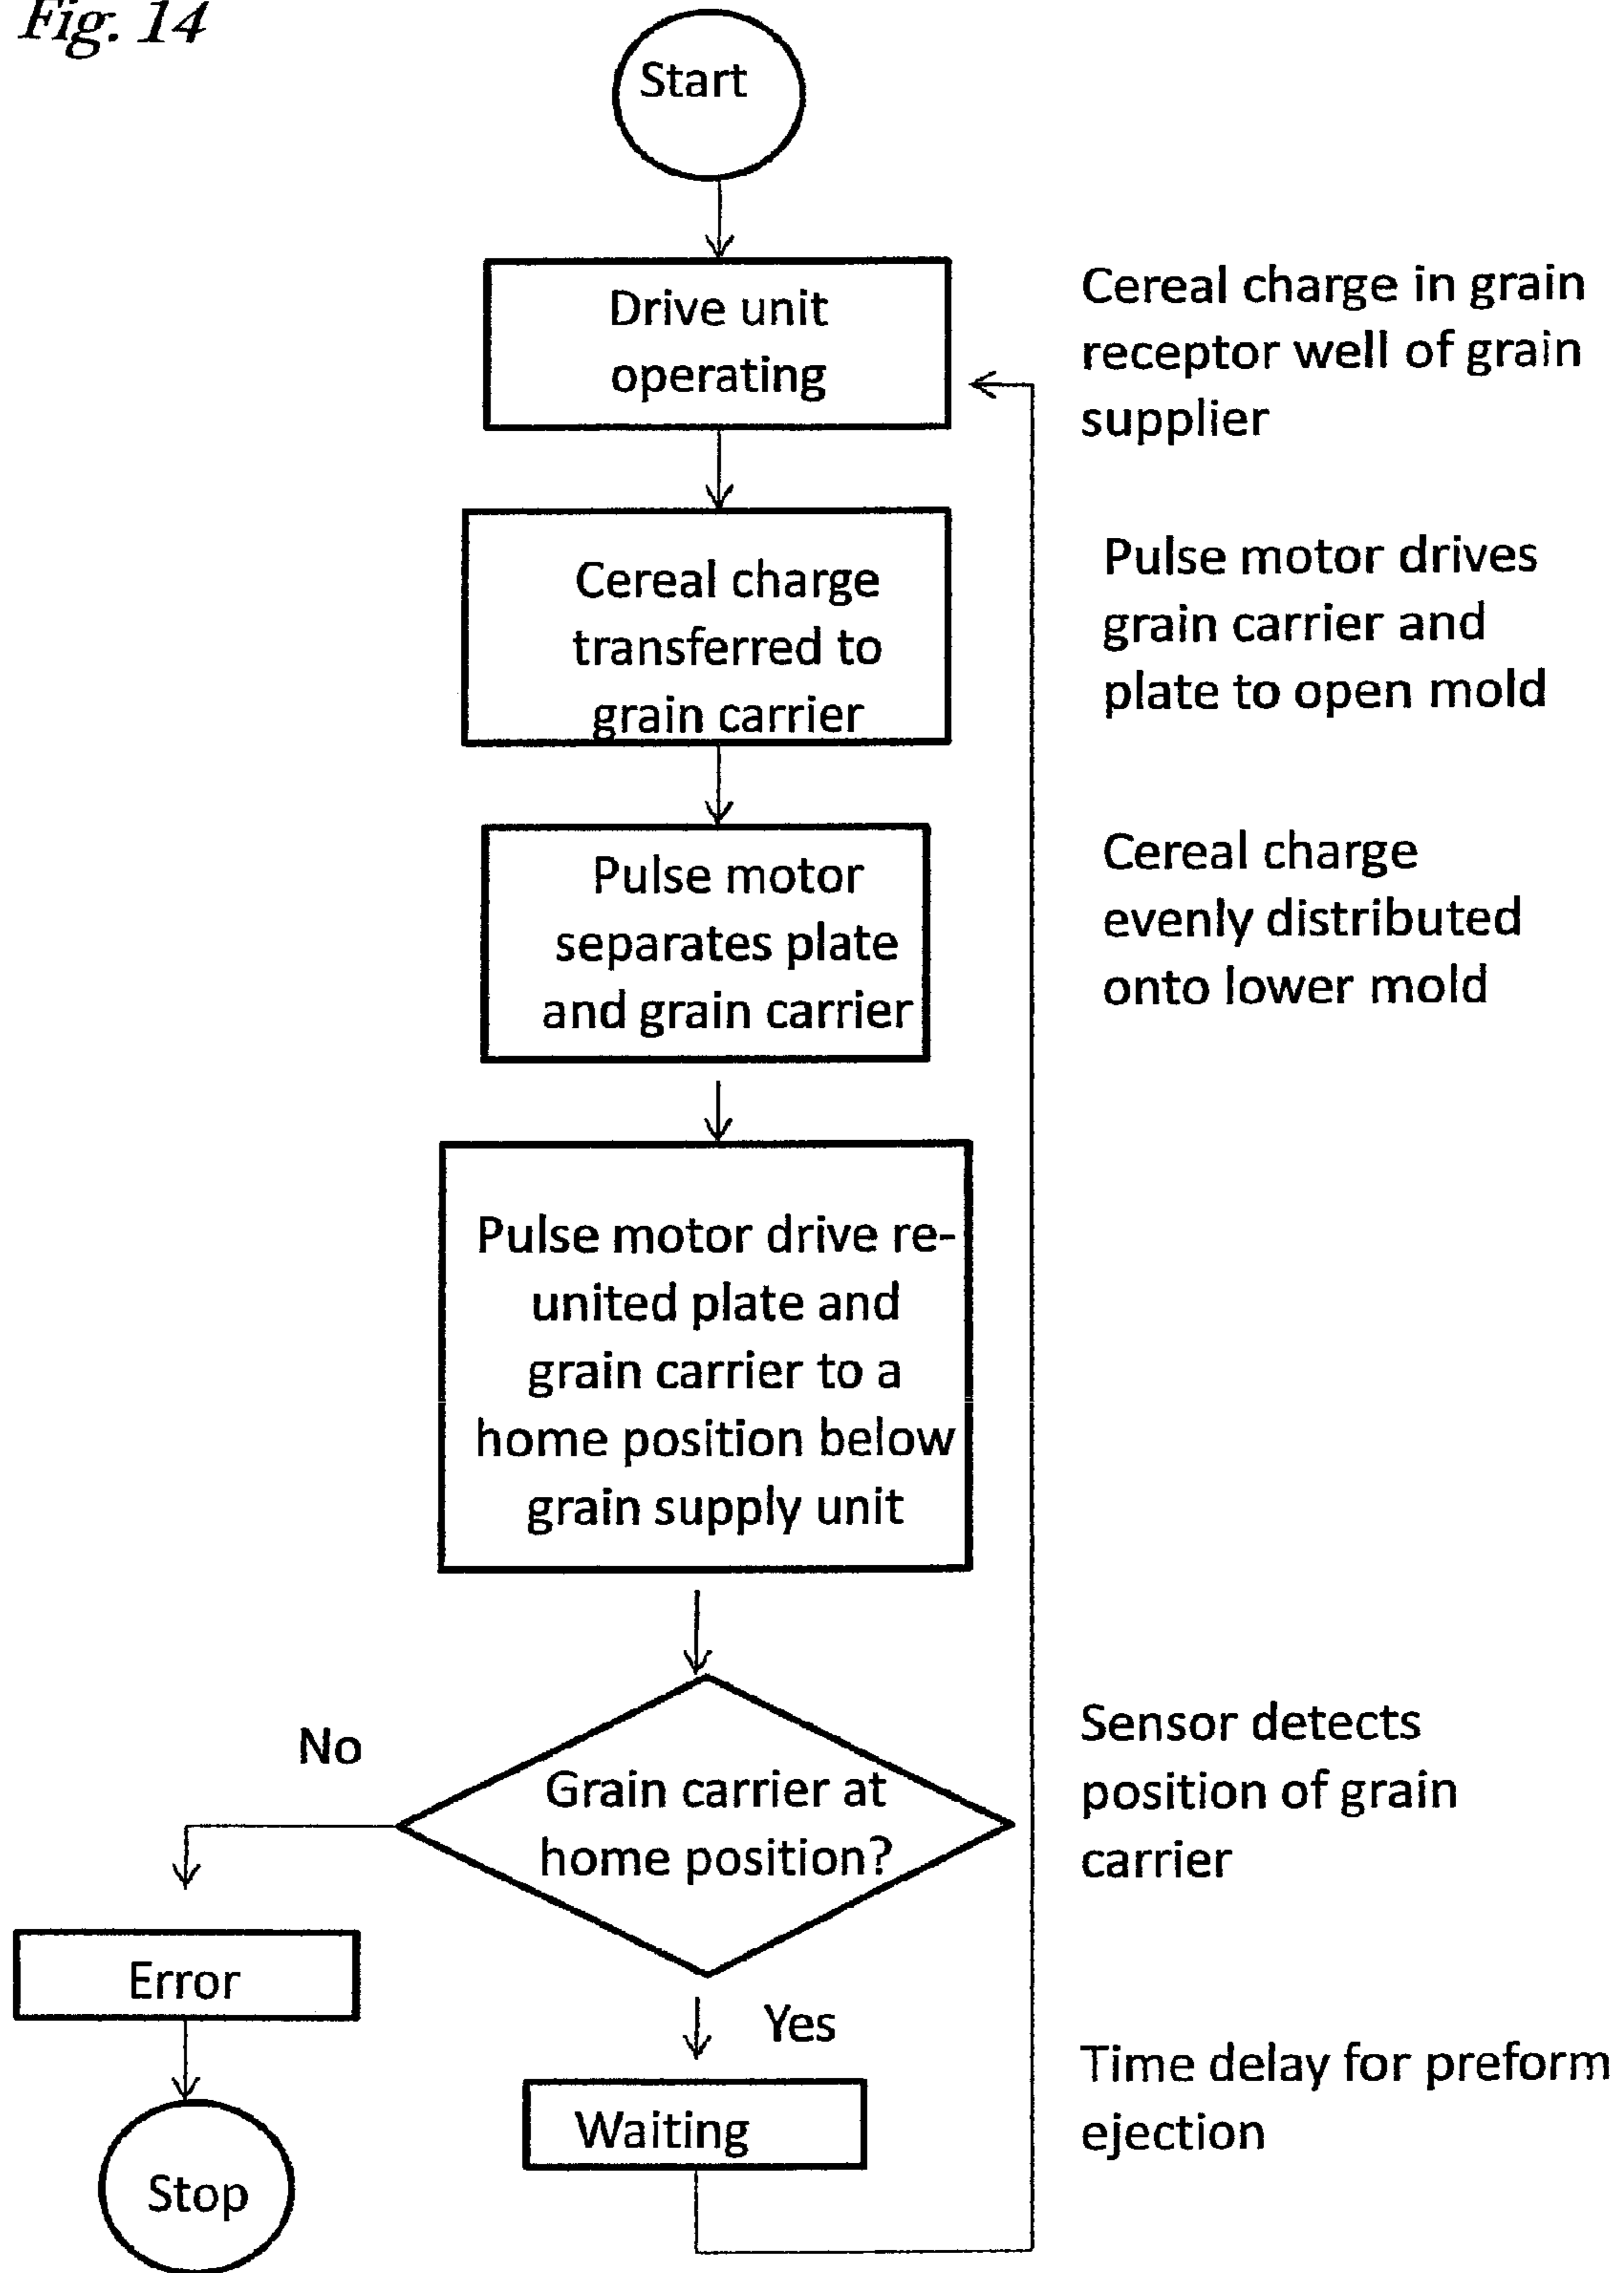 Fig. 14
Start
Drive unit
operating
Cereal charge in grain
receptor well of grain
supplier
Cereal charge
transferred to
grain carrier
Pulse motor drives
grain carrier and
plate to open mold
Pulse motor
separates plate
and grain carrier
Cereal charge
evenly distributed
onto lower mold
Pulse motor drive re-
united plate and
grain carrier to a
home position below
grain supply unit
Grain carrier at
home position?
Sensor detects
position of grain
carrier
No
Error
Stop
Yes
Waiting
Time delay for preform
ejection